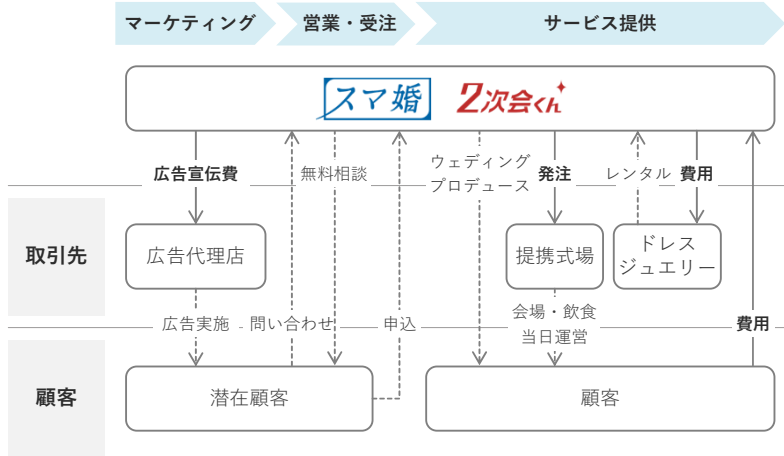 マーケティング
営業・受注
サービス提供
スマ婚
2次会くん
広告宣伝費
無料相談
ウェディング
プロデュース
発注
レンタル
費用
取引先
広告代理店
提携式場
ドレス
ジュエリー
広告実施
問い合わせ
申込
会場・飲食
当日運営
費用
顧客
潜在顧客
顧客